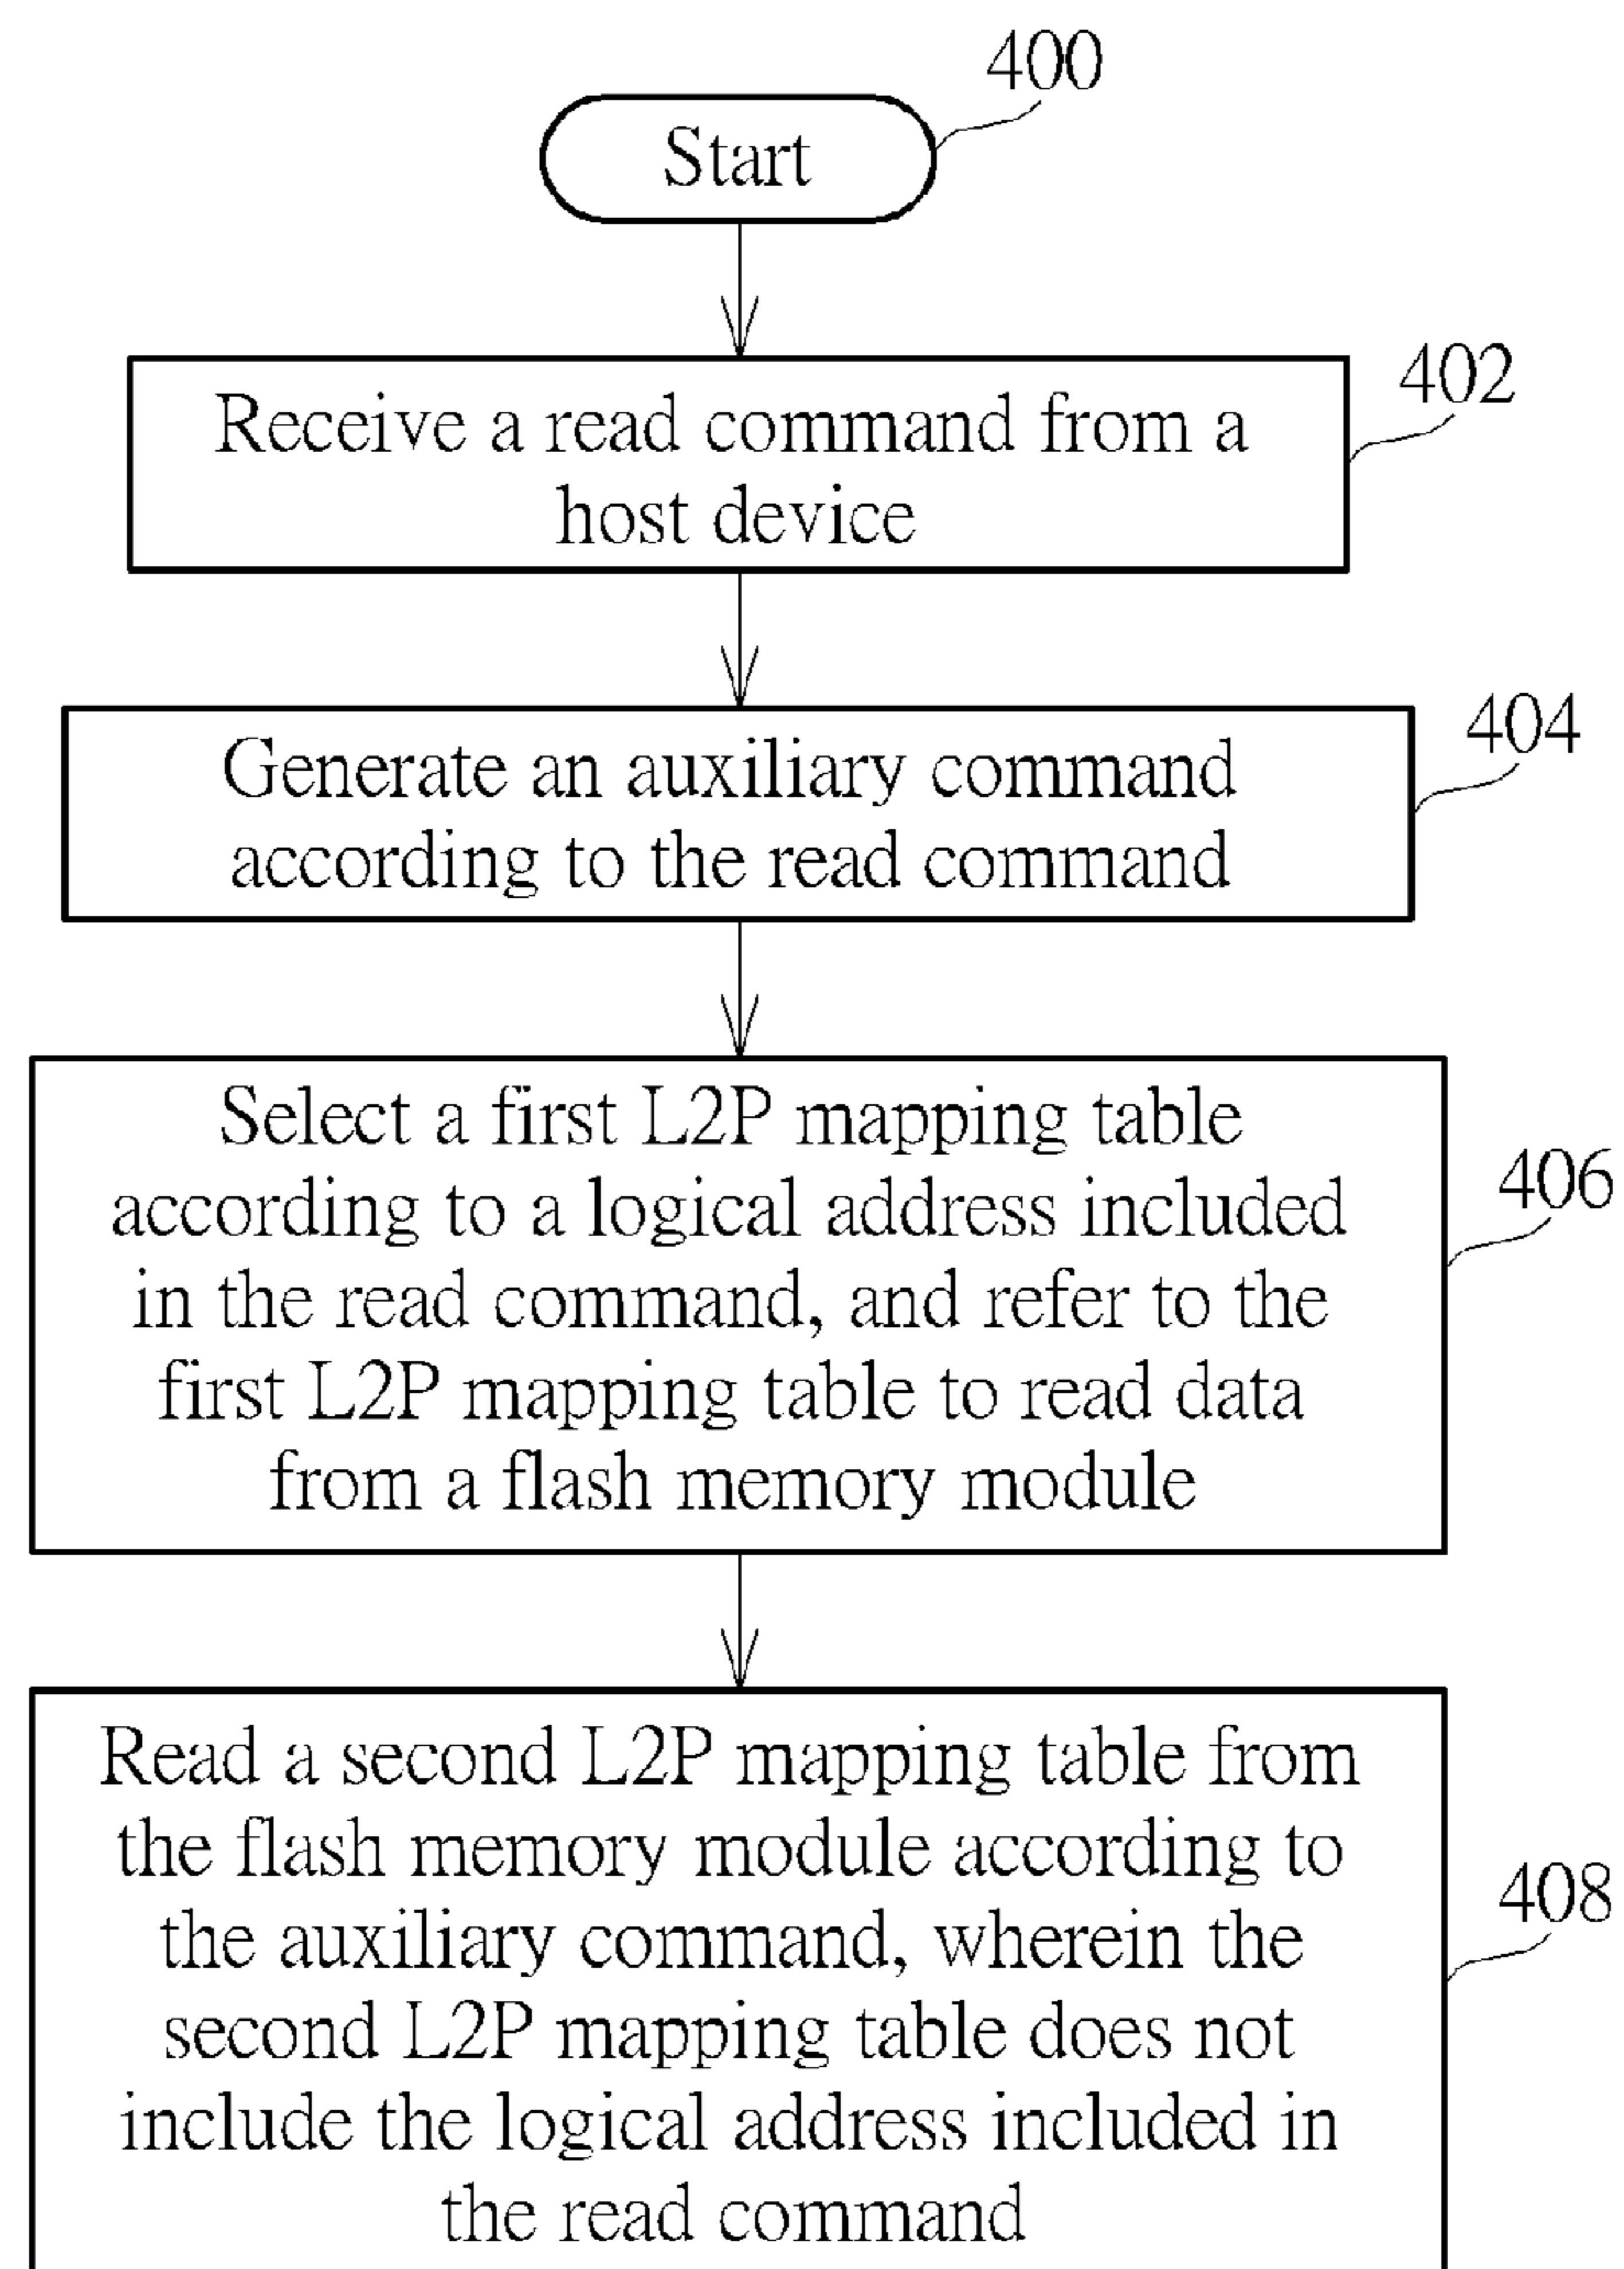 400
Start
402
Receive a read command from a
host device
404
Generate an auxiliary command
according to the read command
Select a first L2P mapping table
according to a logical address included
in the read command, and refer to the
first L2P mapping table to read data
from a flash memory module
406
Read a second L2P mapping table from
the flash memory module according to
the auxiliary command, wherein the
second L2P mapping table does not
include the logical address included in
the read command
408